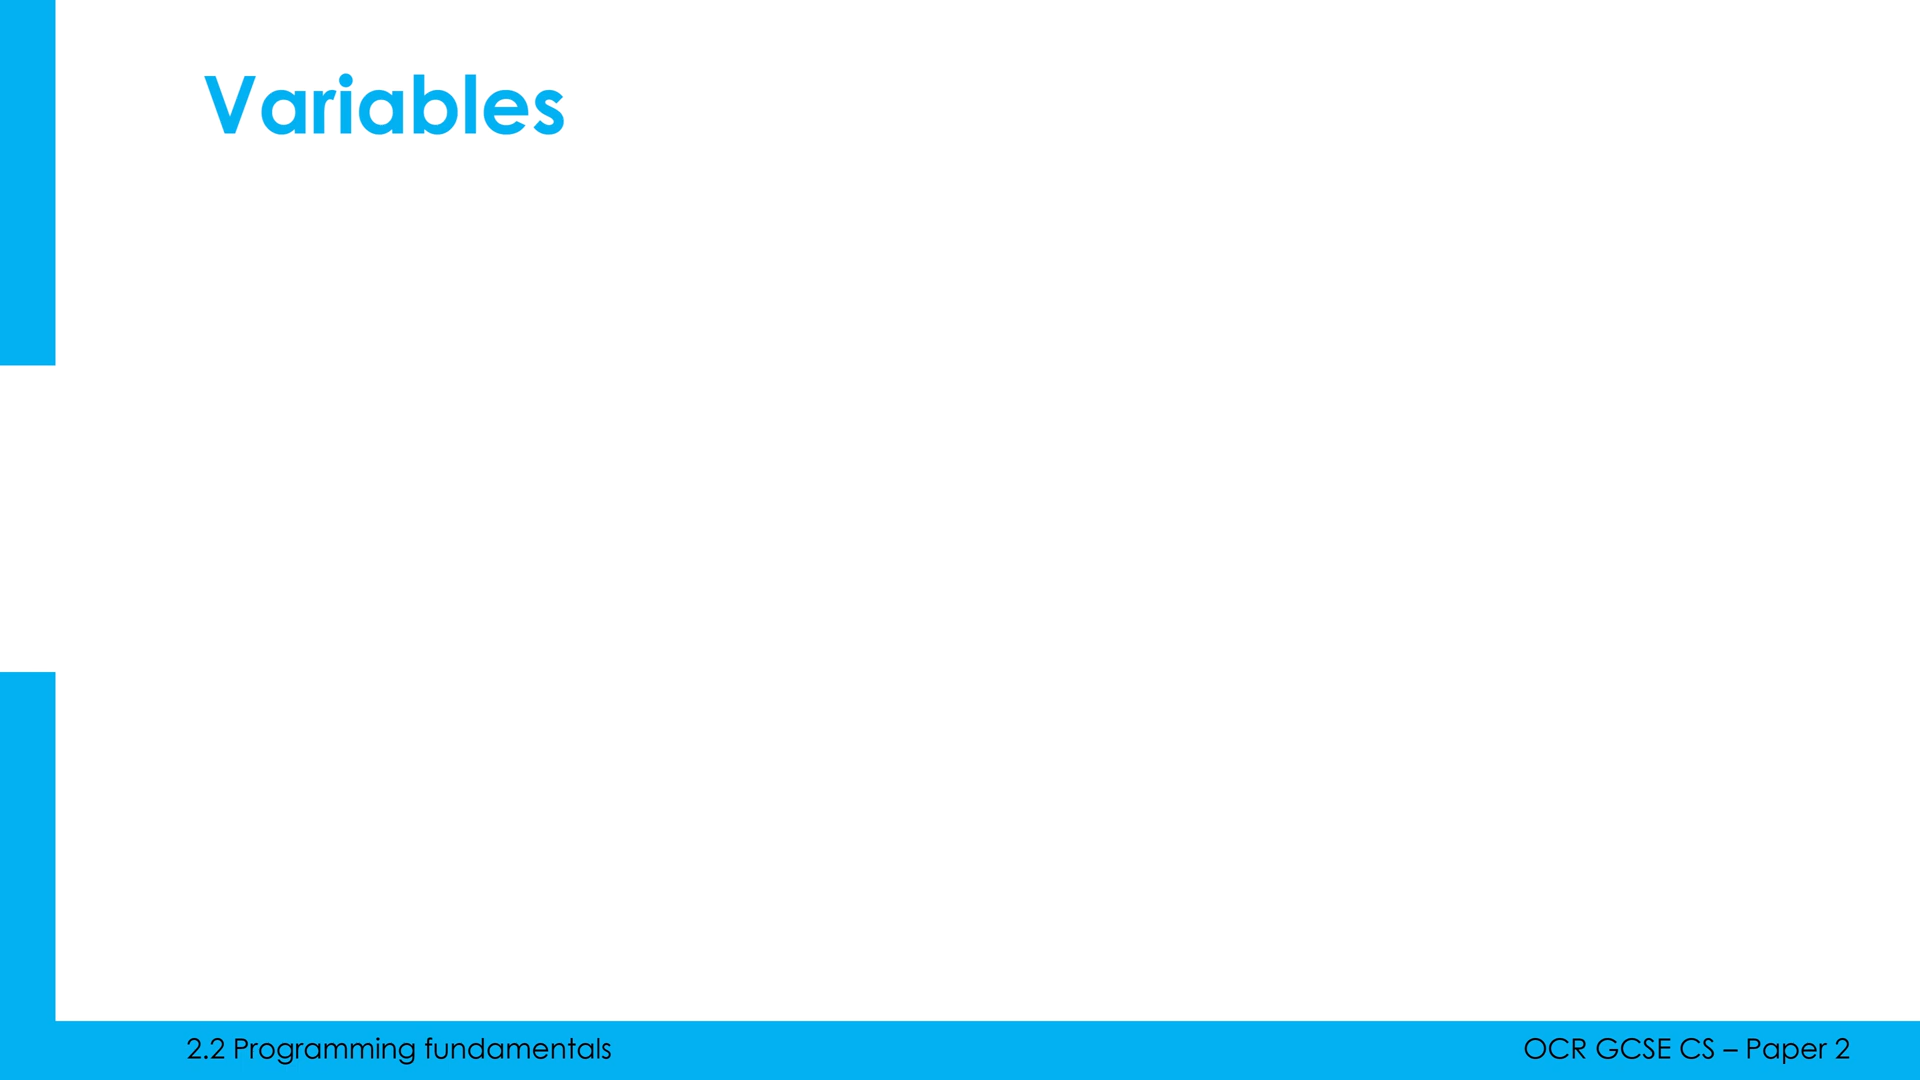 Variables
2.2 Programming fundamentals
OCR GCSE CS – Paper 2